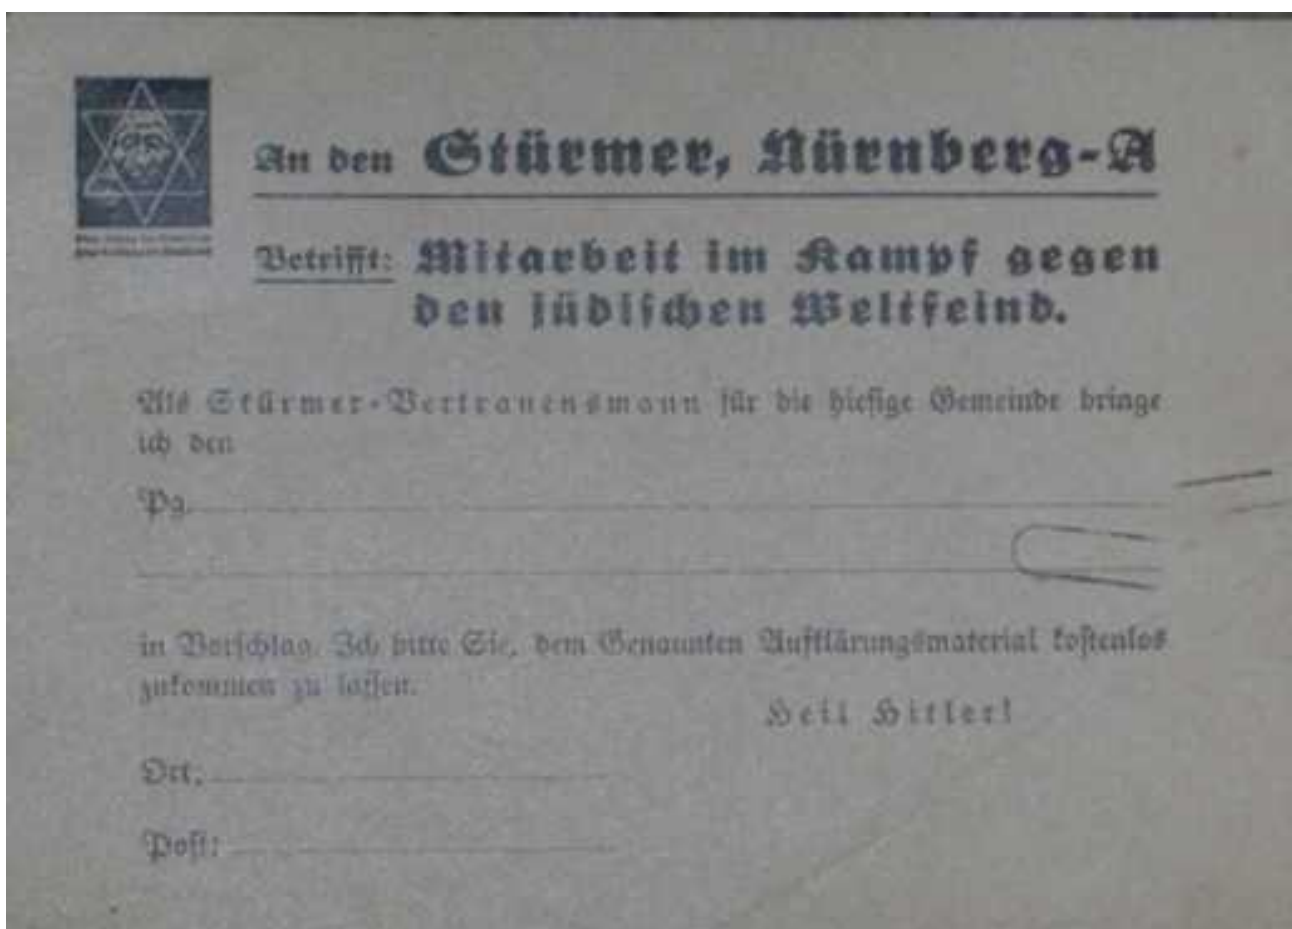 An den Stürmer, Nürnberg-A
Betrifft: Mitarbeit im Kampf gegen
den jüdischen Weltfeind.
Als Stürmer-Vertrauensmann für die hiesige Gemeinde bringe
ich den
Pg.
in Vorschlag. Ich bitte Sie, dem Genannten Aufklärungsmaterial kostenlos
zukommen zu lassen.
Heil Hitler!
Ort:
Post: